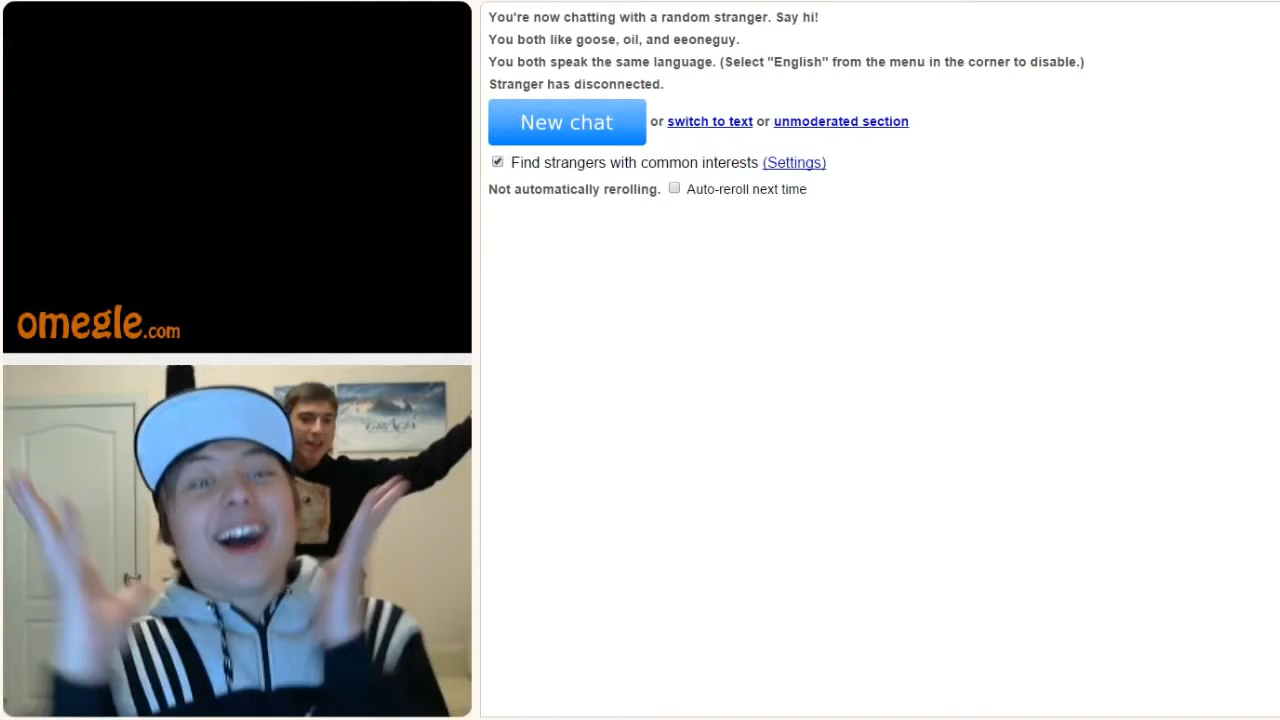 You're now chatting with a random stranger. Say hi!
You both like goose, oil, and eeoneguy.
You both speak the same language. (Select "English" from the menu in the corner to disable.)
Stranger has disconnected.
New chat or switch to text or unmoderated section
Find strangers with common interests (Settings)
Not automatically rerolling. Auto-reroll next time
omegle.com
GRACIA